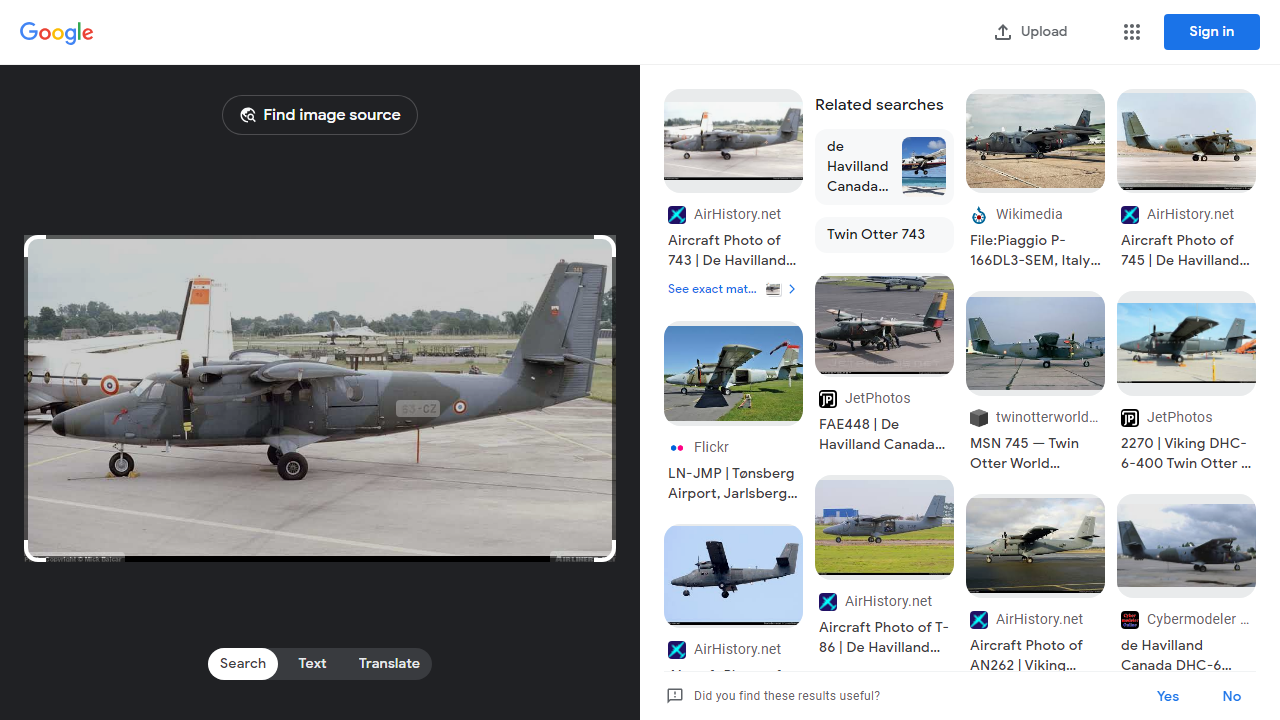 Google
Upload
Sign in
Find image source
63-CZ
Search
Text
Translate
AirHistory.net
Aircraft Photo of
743 | De Havilland...
See exact mat...
Flickr
LN-JMP | Tønsberg
Airport, Jarlsberg...
AirHistory.net
Related searches
de
Havilland
Canada...
Twin Otter 743
JetPhotos
FAE448 | De
Havilland Canada...
AirHistory.net
Aircraft Photo of T-
86 | De Havilland...
Wikimedia
File:Piaggio P-
166DL3-SEM, Italy...
twinotterworld...
MSN 745 — Twin
Otter World...
AirHistory.net
Aircraft Photo of
AN262 | Viking...
AirHistory.net
Aircraft Photo of
745 | De Havilland...
JetPhotos
2270 | Viking DHC-
6-400 Twin Otter ...
Cybermodeler ...
de Havilland
Canada DHC-6...
Did you find these results useful?
Yes
No